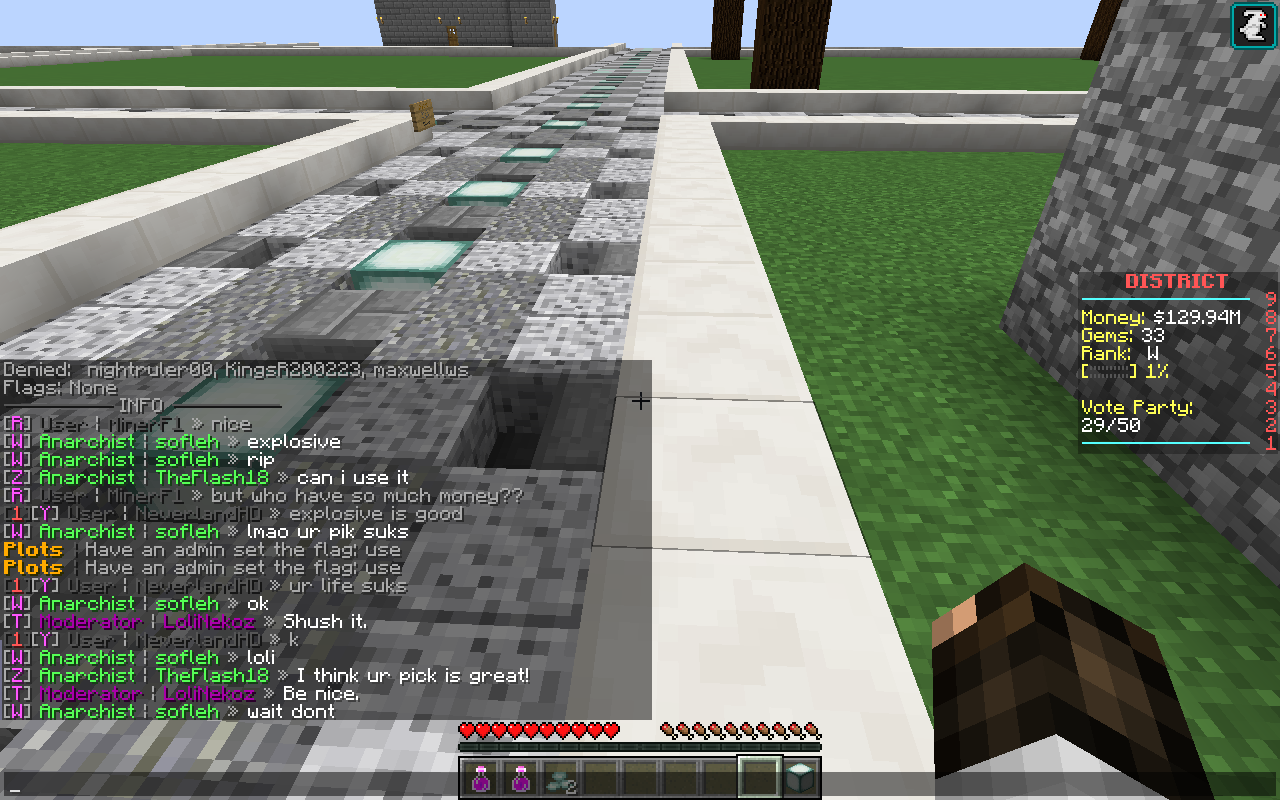 DISTRICT
9
Money: $129.94M
8
Gems: 33
7
Rank: W
6
[::::::::] 1%
5
4
Vote Party:
3
29/50
2
1
Denied: nightruler00, KingsR200223, maxwellws
Flags: None
INFO
[R] User | MinerF1 » nice
[W] Anarchist | sofleh » explosive
[W] Anarchist | sofleh » rip
[Z] Anarchist | TheFlash18 » can i use it
[R] User | MinerF1 » but who have so much money??
[1][Y] User | NeverlandHD » explosive is good
[W] Anarchist | sofleh » lmao ur pik suks
Plots | Have an admin set the flag: use
Plots | Have an admin set the flag: use
[1][Y] User | NeverlandHD » ur life suks
[W] Anarchist | sofleh » ok
[T] Moderator | LoliNekoz » Shush it.
[1][Y] User | NeverlandHD » k
[W] Anarchist | sofleh » loli
[Z] Anarchist | TheFlash18 » I think ur pick is great!
[T] Moderator | LoliNekoz » Be nice.
[W] Anarchist | sofleh » wait dont
2
_